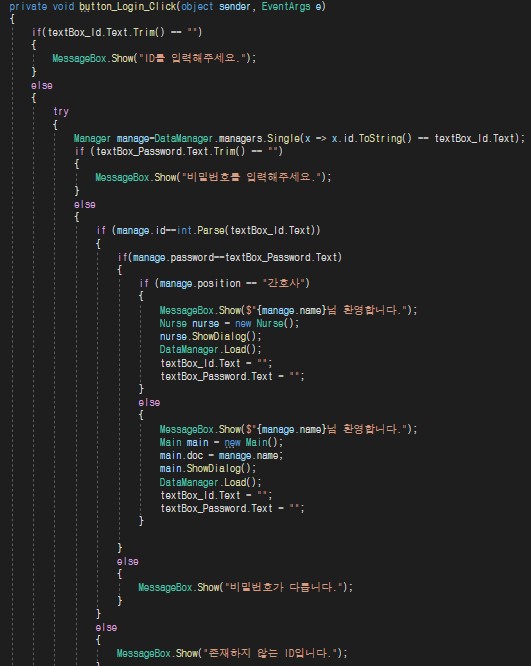 private void button_Login_Click(object sender, EventArgs e)
{
if(textBox_Id.Text.Trim() == "")
{
MessageBox.Show("ID를 입력해주세요.");
}
else
{
try
{
Manager manage=DataManager.managers.Single(x => x.id.ToString() == textBox_Id.Text);
if (textBox_Password.Text.Trim() == "")
{
MessageBox.Show("비밀번호를 입력해주세요.");
}
else
{
if (manage.id==int.Parse(textBox_Id.Text))
{
if(manage.password==textBox_Password.Text)
{
if (manage.position == "간호사")
{
MessageBox.Show($"{manage.name}님 환영합니다.");
Nurse nurse = new Nurse();
nurse.ShowDialog();
DataManager.Load();
textBox_Id.Text = "";
textBox_Password.Text = "";
}
else
{
MessageBox.Show($"{manage.name}님 환영합니다.");
Main main = new Main();
main.doc = manage.name;
main.ShowDialog();
DataManager.Load();
textBox_Id.Text = "";
textBox_Password.Text = "";
}
}
else
{
MessageBox.Show("비밀번호가 다릅니다.");
}
}
else
{
MessageBox.Show("존재하지 않는 ID입니다.");
}